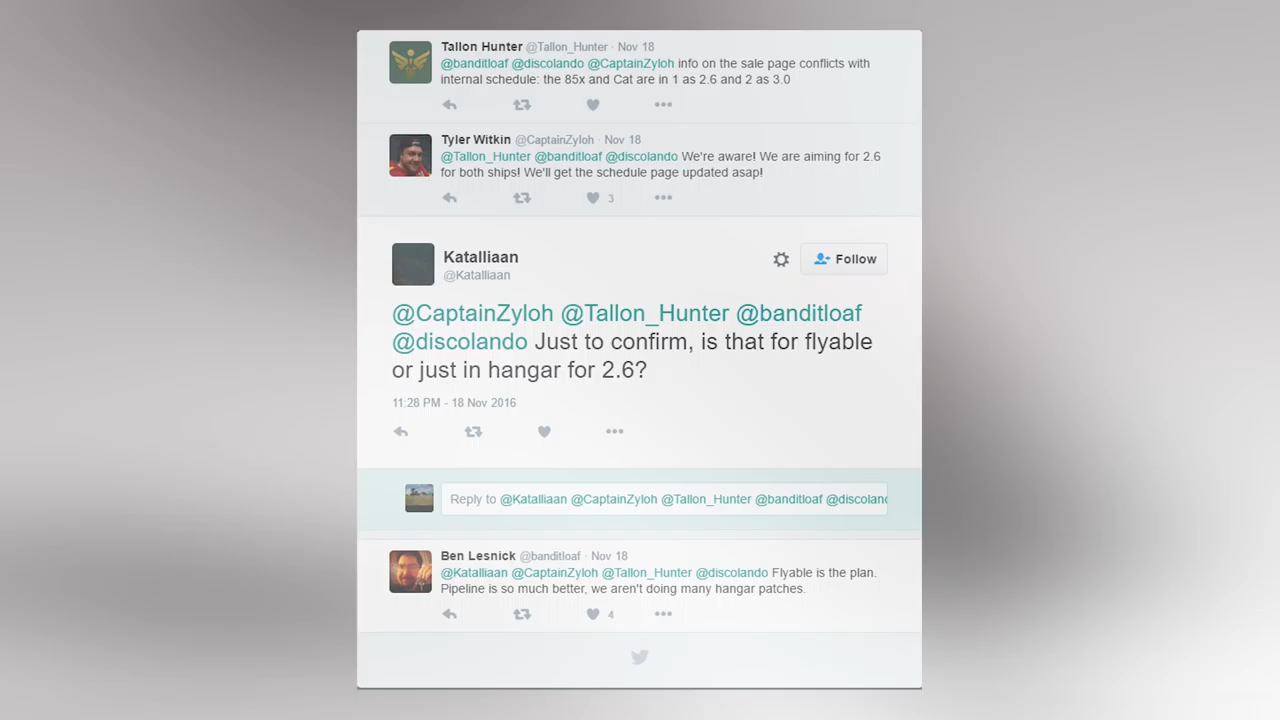 Tallon Hunter @Tallon_Hunter · Nov 18
@banditloaf @discolando @CaptainZyloh info on the sale page conflicts with
internal schedule: the 85x and Cat are in 1 as 2.6 and 2 as 3.0
Tyler Witkin @CaptainZyloh · Nov 18
@Tallon_Hunter @banditloaf @discolando We're aware! We are aiming for 2.6
for both ships! We'll get the schedule page updated asap!
3
Katalliaan
@Katalliaan
Follow
@CaptainZyloh @Tallon_Hunter @banditloaf
@discolando Just to confirm, is that for flyable
or just in hangar for 2.6?
11:28 PM - 18 Nov 2016
Reply to @Katalliaan @CaptainZyloh @Tallon_Hunter @banditloaf @discolanc
Ben Lesnick @banditloaf · Nov 18
@Katalliaan @CaptainZyloh @Tallon_Hunter @discolando Flyable is the plan.
Pipeline is so much better, we aren't doing many hangar patches.
4